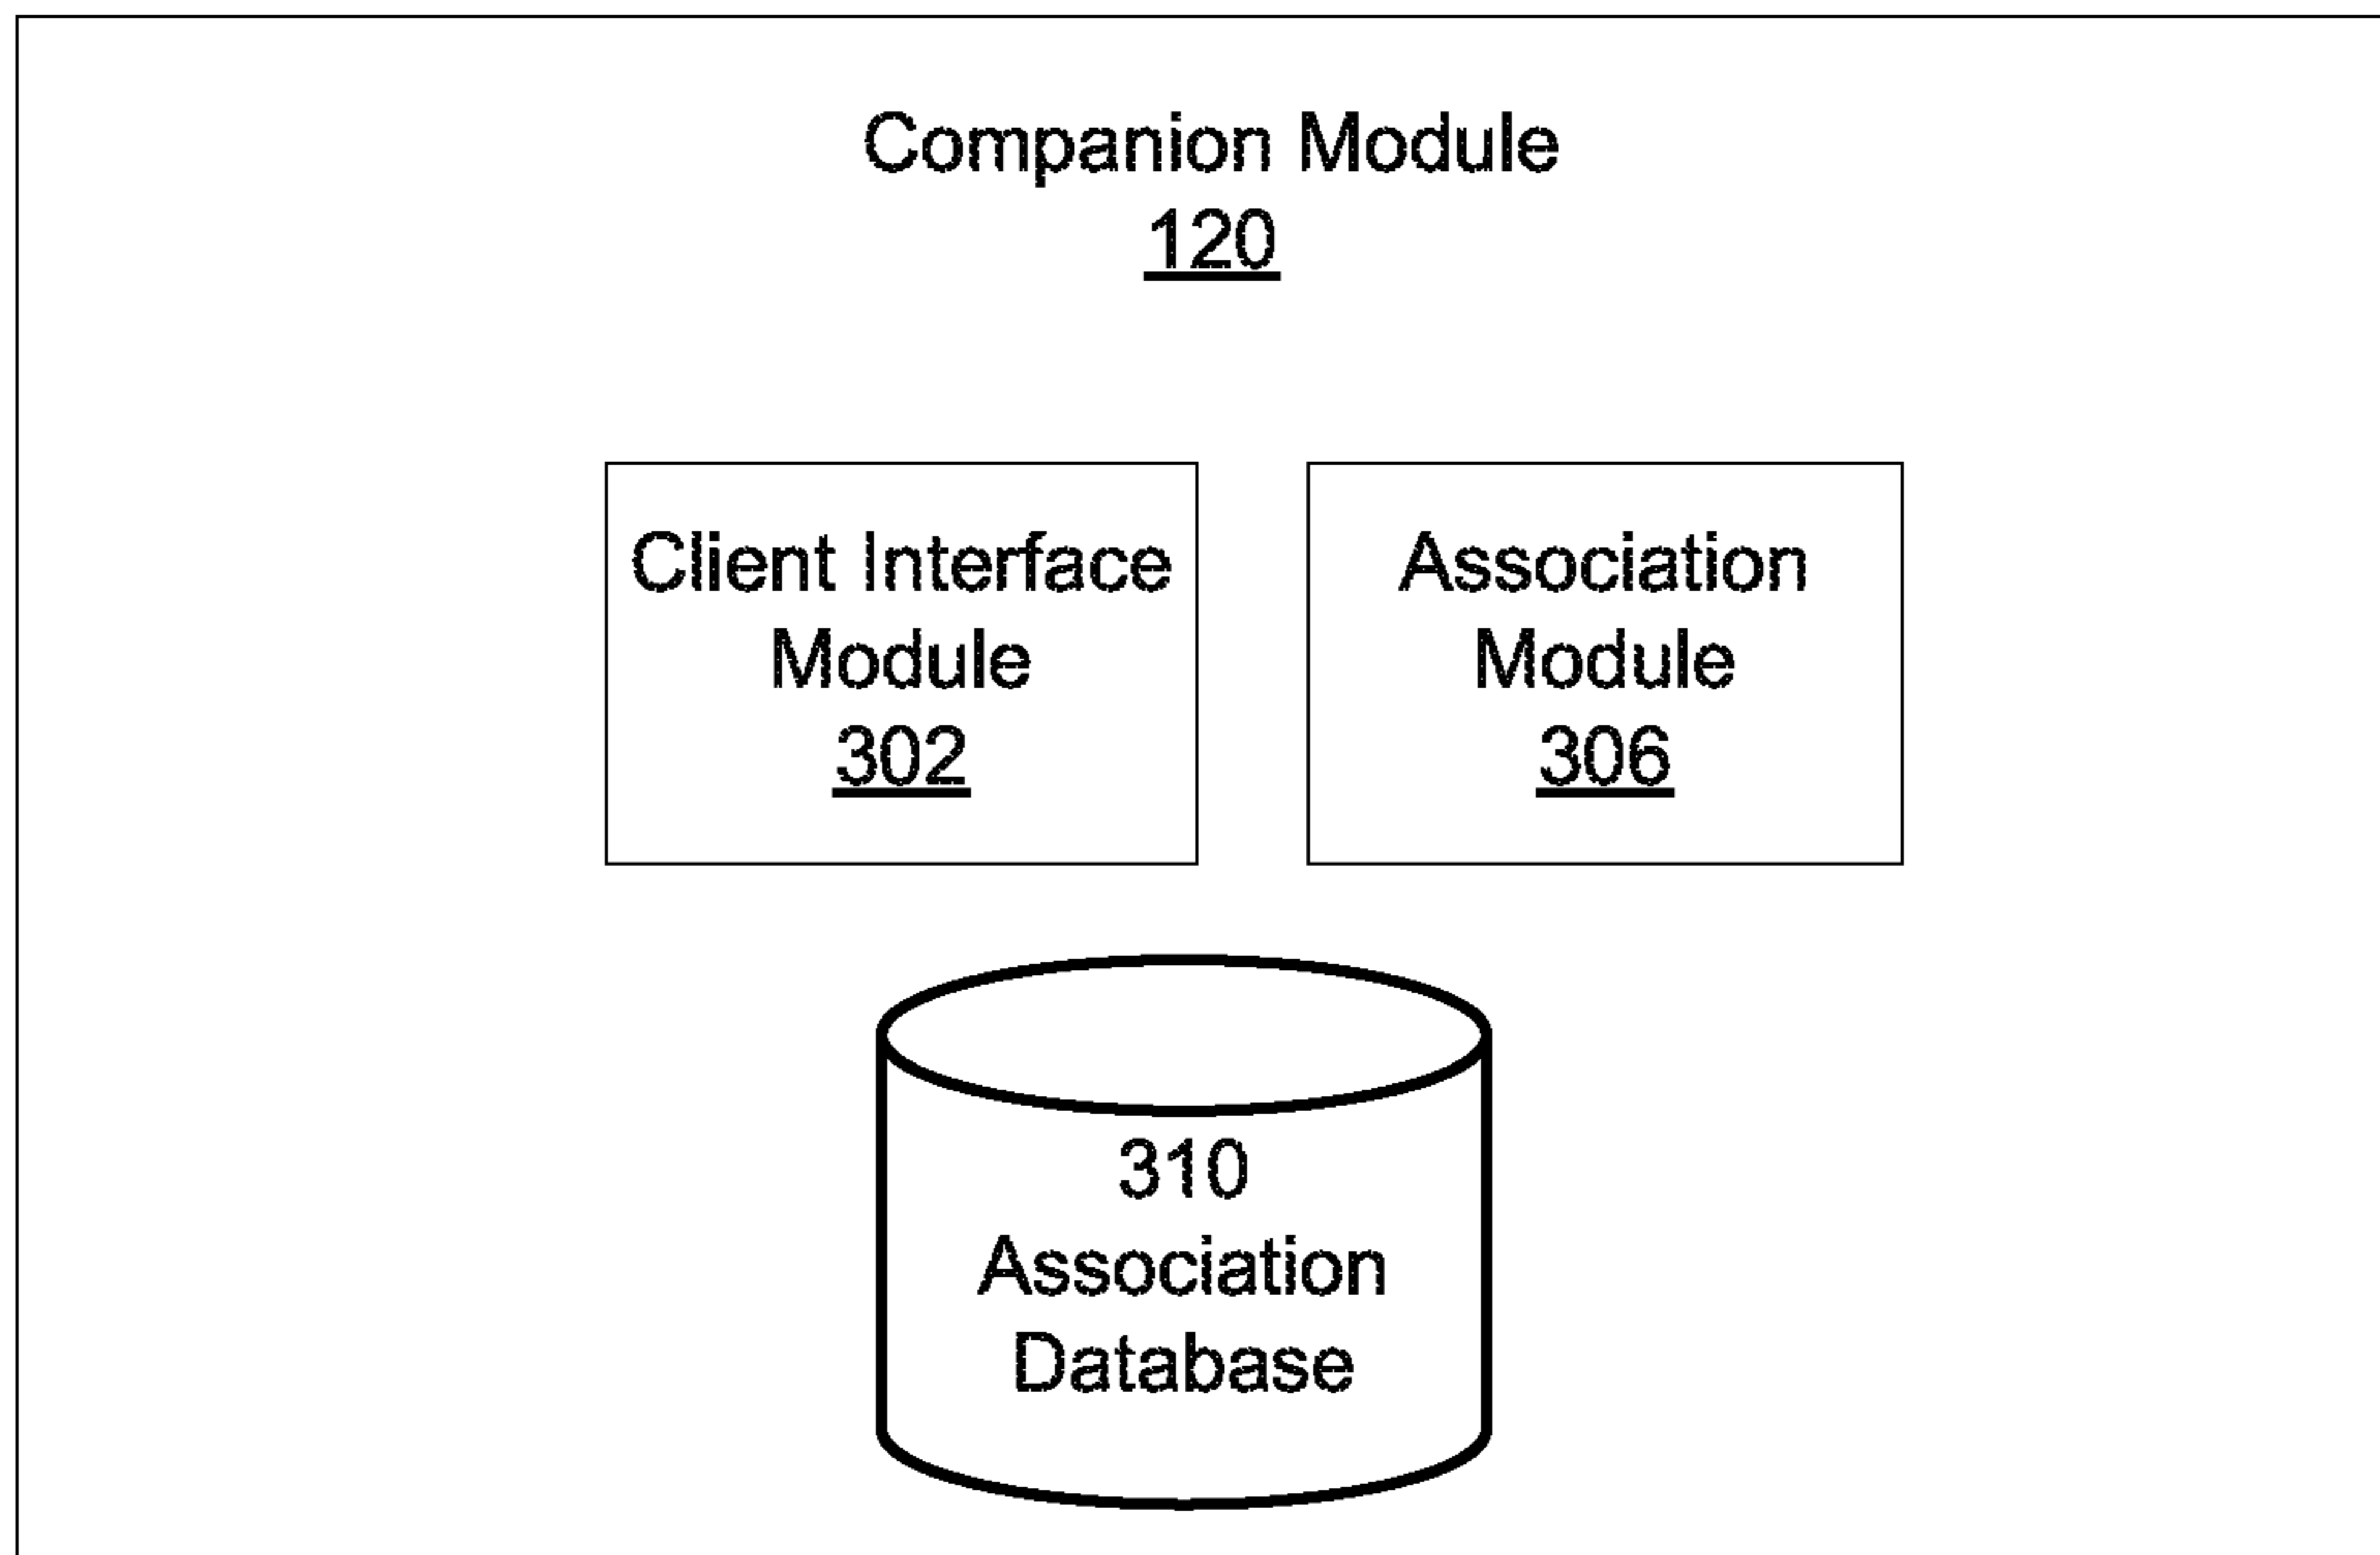 Companion Module
120
Client Interface
Module
302
Association
Module
306
310
Association
Database